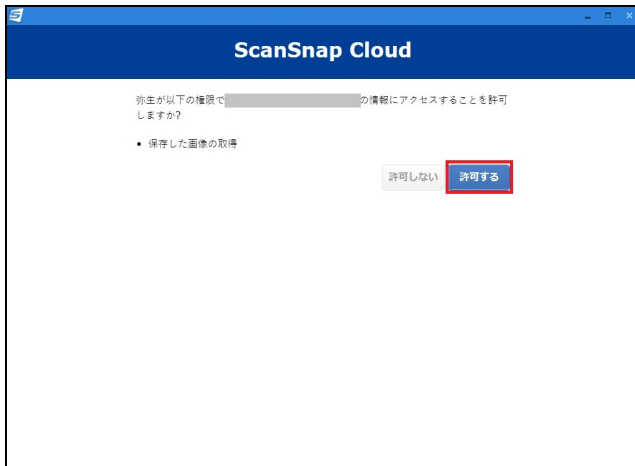 ScanSnap Cloud
弥生が以下の権限で の情報にアクセスすることを許可
しますか?
▪ 保存した画像の取得
許可しない 許可する